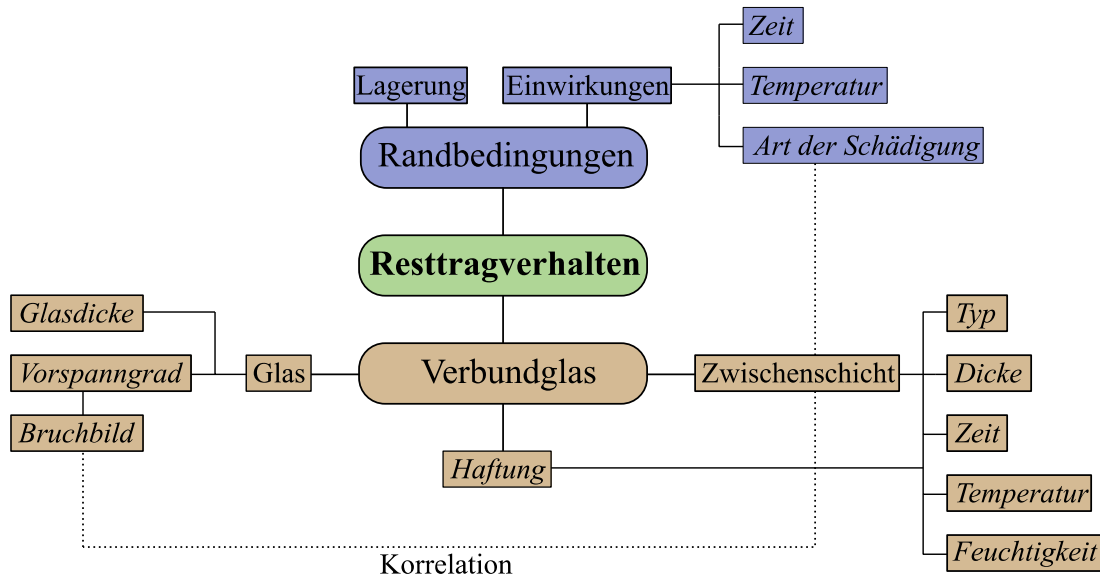 Zeit
Lagerung
Einwirkungen
Temperatur
Randbedingungen
Art der Schädigung
Resttragverhalten
Glasdicke
Typ
Vorspanngrad
Glas
Verbundglas
Zwischenschicht
Dicke
Bruchbild
Zeit
Haftung
Temperatur
Feuchtigkeit
Korrelation